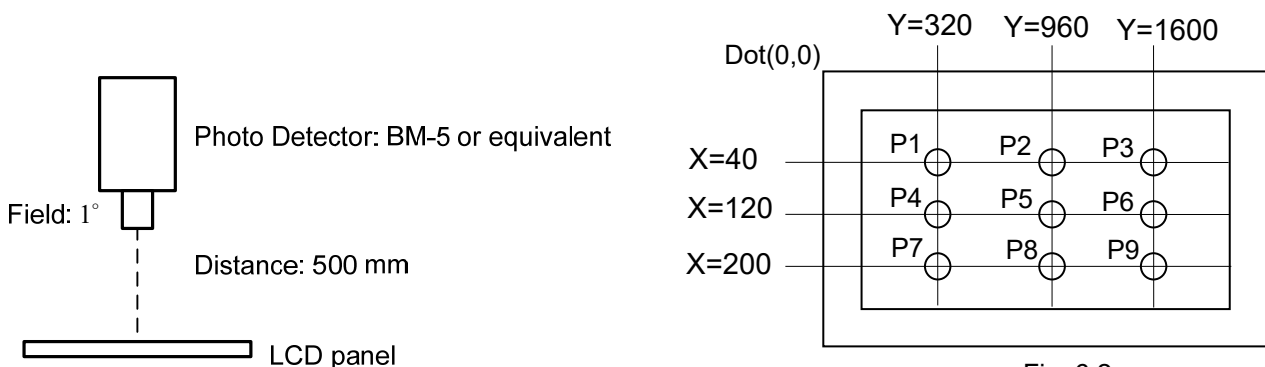 Photo Detector: BM-5 or equivalent
Field: 1°
Distance: 500 mm
LCD panel
Y=320 Y=960 Y=1600
Dot(0,0)
X=40 P1 P2 P3
X=120 P4 P5 P6
X=200 P7 P8 P9